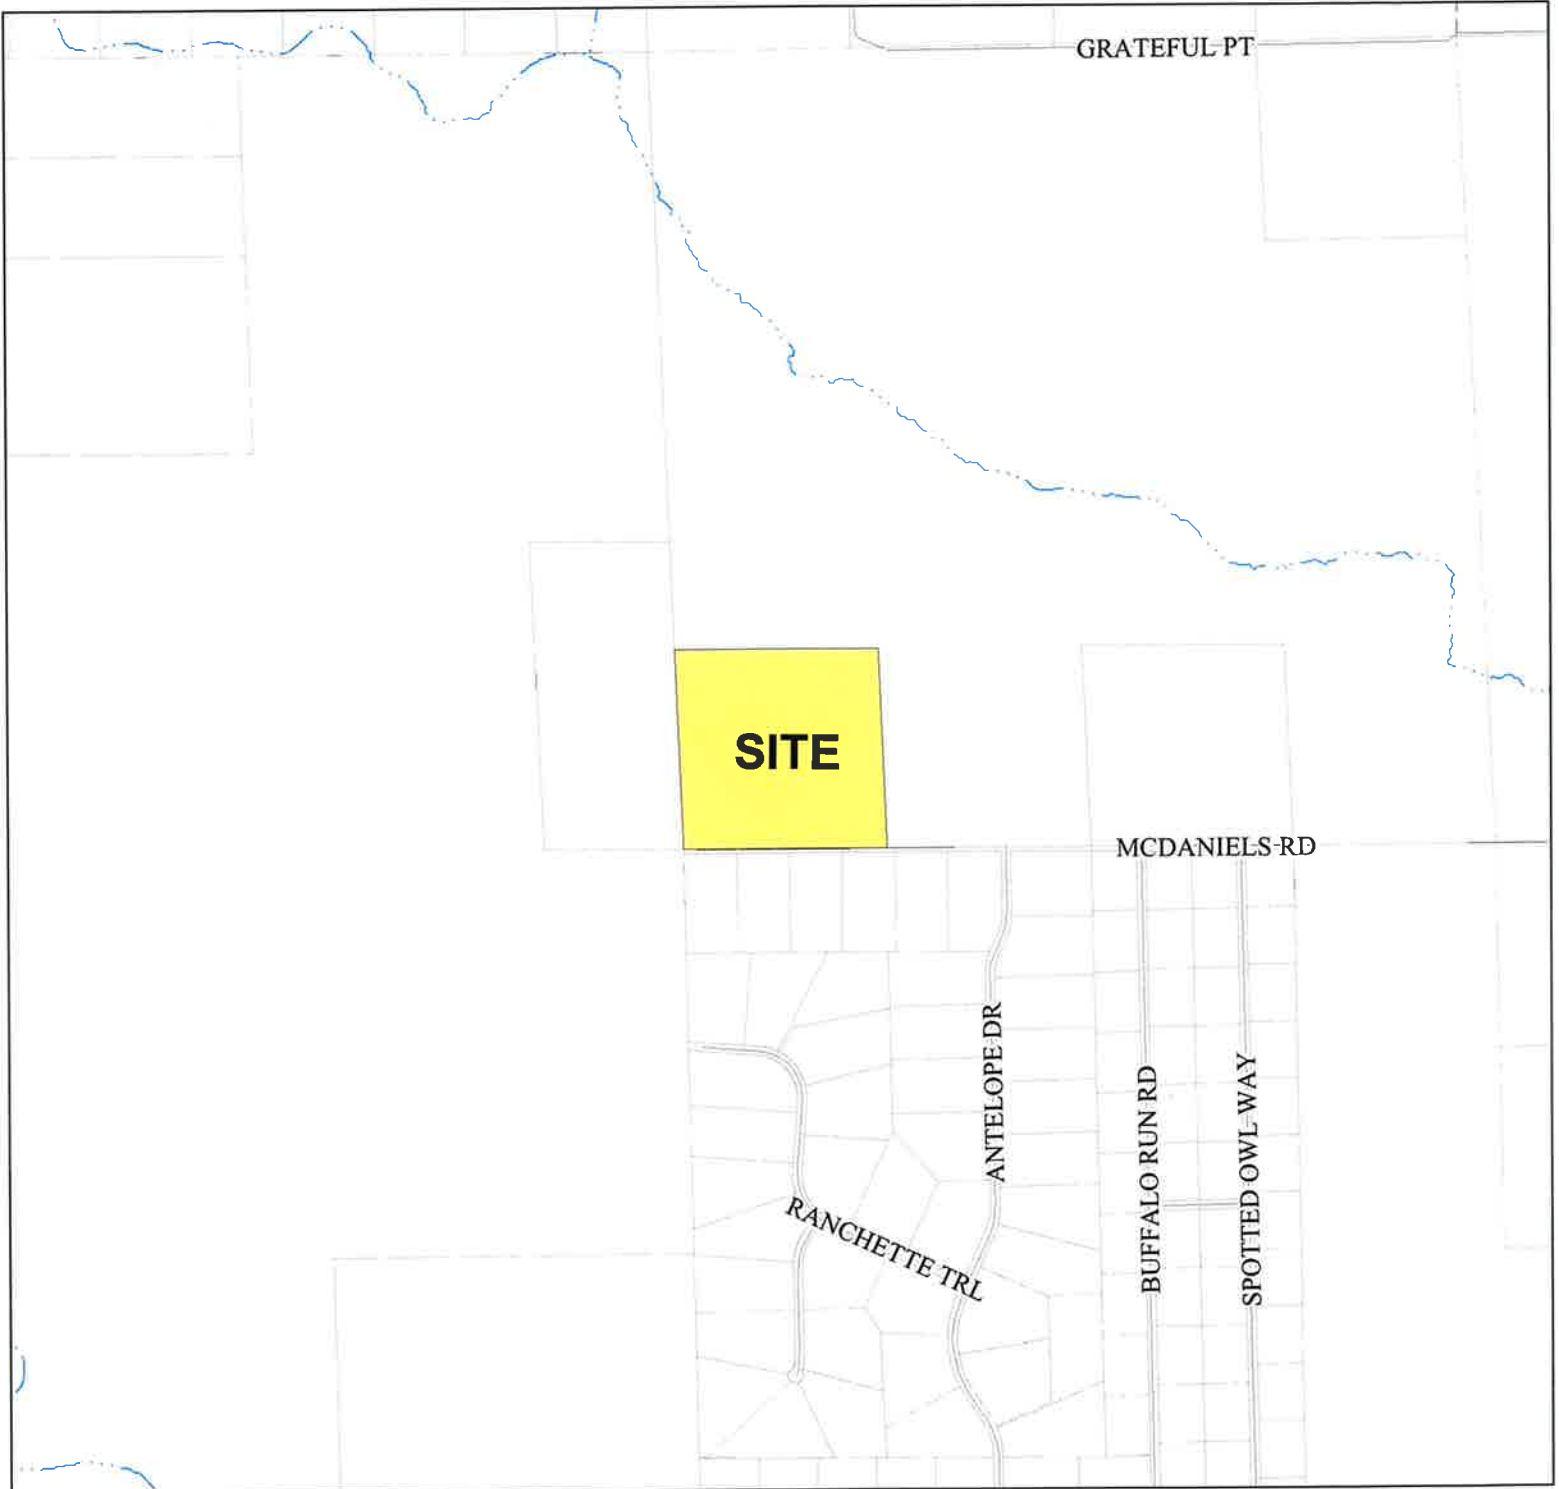 GRATEFUL PT
SITE
MCDANIELS RD
ANTELOPE DR
BUFFALO RUN RD
SPOTTED OWL WAY
RANCHETTE TRL